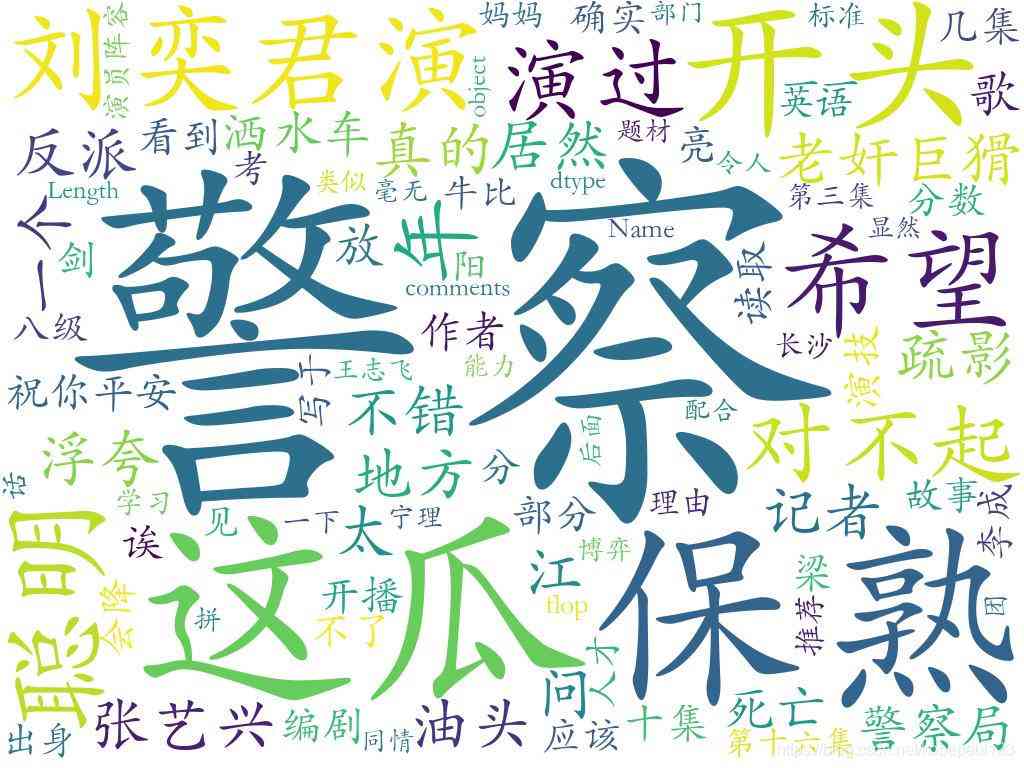 刘奕君演
演员阵容
object
妈妈
确实
部门
演过
开头
标准
几集
英语
歌
反派
看到
洒水车
真的
居然
题材
亮
令人
老奸巨猾
考
Length
类似
毫无
牛比
dtype
第三集
分数
一个
警察
年
放
Name
显然
剑
阳
读取
希望
comments
八级
作者
长沙
疏影
写于
王志飞
能力
演技
祝你平安
不错
配合
后面
对不起
浮夸
地方
分
话
学习
见
一下
太
宁理
部分
理由
记者
故事
李成
聪明
诶
这瓜
保熟
江
博弈
梁
会降
拼
开播
flop
不了
推荐
团
人才
问
出身
张艺兴
编剧
同情
油头
应该
十集
死亡
第十六集
警察局